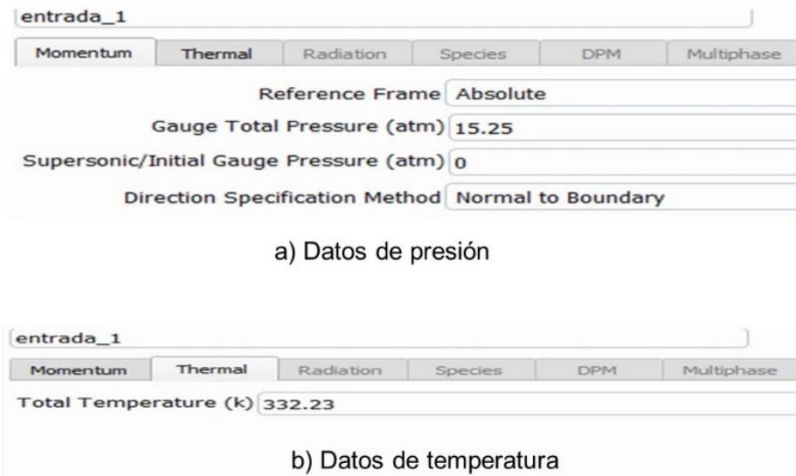 entrada_1
Momentum Thermal Radiation Species DPM Multiphase
Reference Frame Absolute
Gauge Total Pressure (atm) 15.25
Supersonic/Initial Gauge Pressure (atm) 0
Direction Specification Method Normal to Boundary
a) Datos de presión
entrada_1
Momentum Thermal Radiation Species DPM Multiphase
Total Temperature (k) 332.23
b) Datos de temperatura